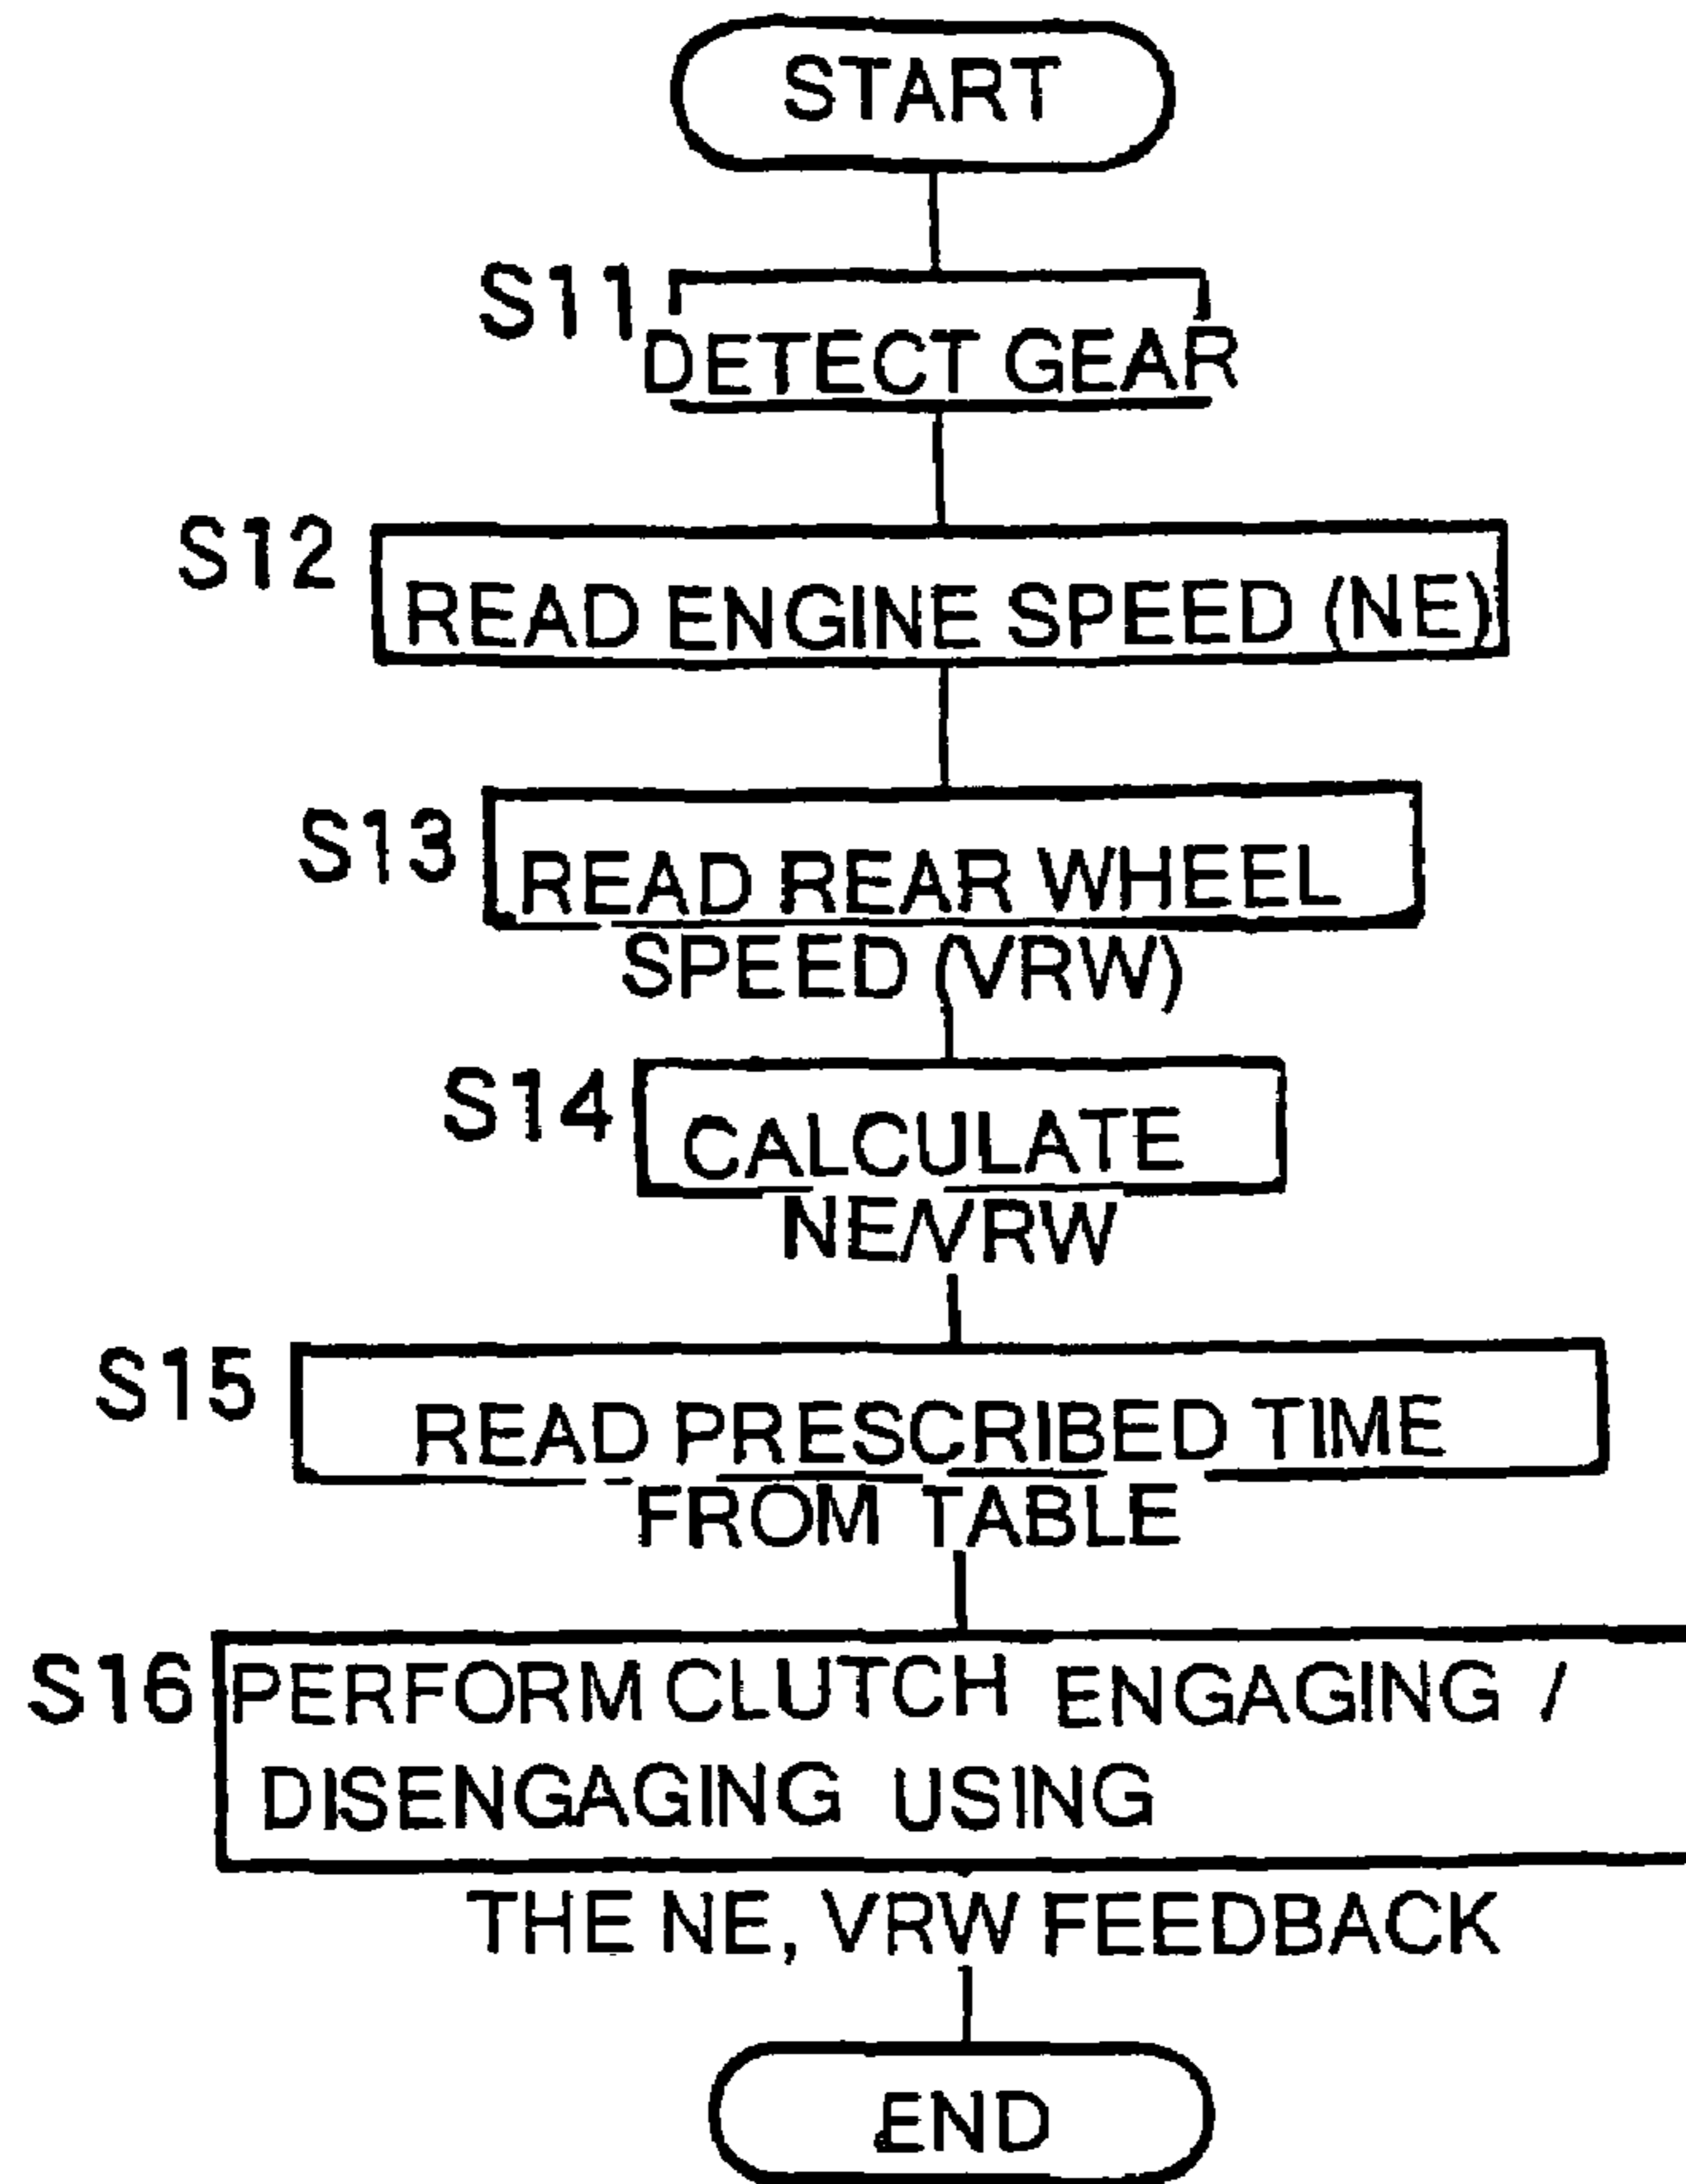 START
S11
DETECT GEAR
S12
READ ENGINE SPEED (NE)
S13
READ REAR WHEEL
SPEED (VRW)
S14
CALCULATE
NE/VRW
S15
READ PRESCRIBED TIME
FROM TABLE
S16
PERFORM CLUTCH ENGAGING /
DISENGAGING USING
THE NE, VRW FEEDBACK
END